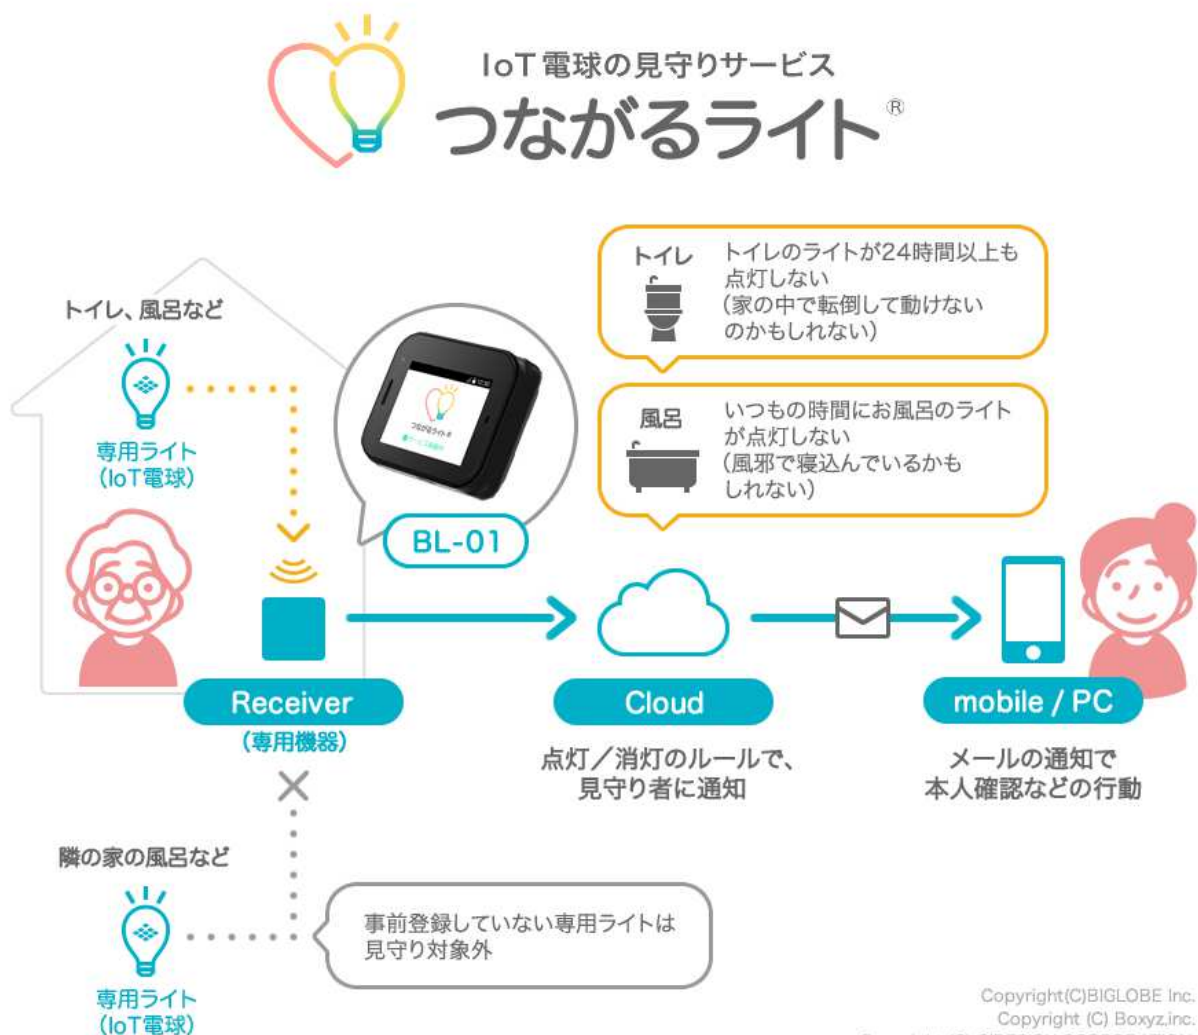 IoT電球の見守りサービス
つながるライト®
トイレ
トイレのライトが24時間以上も
点灯しない
(家の中で転倒して動けない
のかもしれない)
トイレ、風呂など
専用ライト
(IoT電球)
つながるライト®
風呂
いつもの時間にお風呂のライト
が点灯しない
(風邪で寝込んでいるかも
しれない)
BL-01
Receiver
(専用機器)
Cloud
点灯/消灯のルールで、
見守り者に通知
mobile / PC
メールの通知で
本人確認などの行動
隣の家の風呂など
専用ライト
(IoT電球)
事前登録していない専用ライトは
見守り対象外
Copyright(C)BIGLOBE Inc.
Copyright (C) Boxyz,inc.